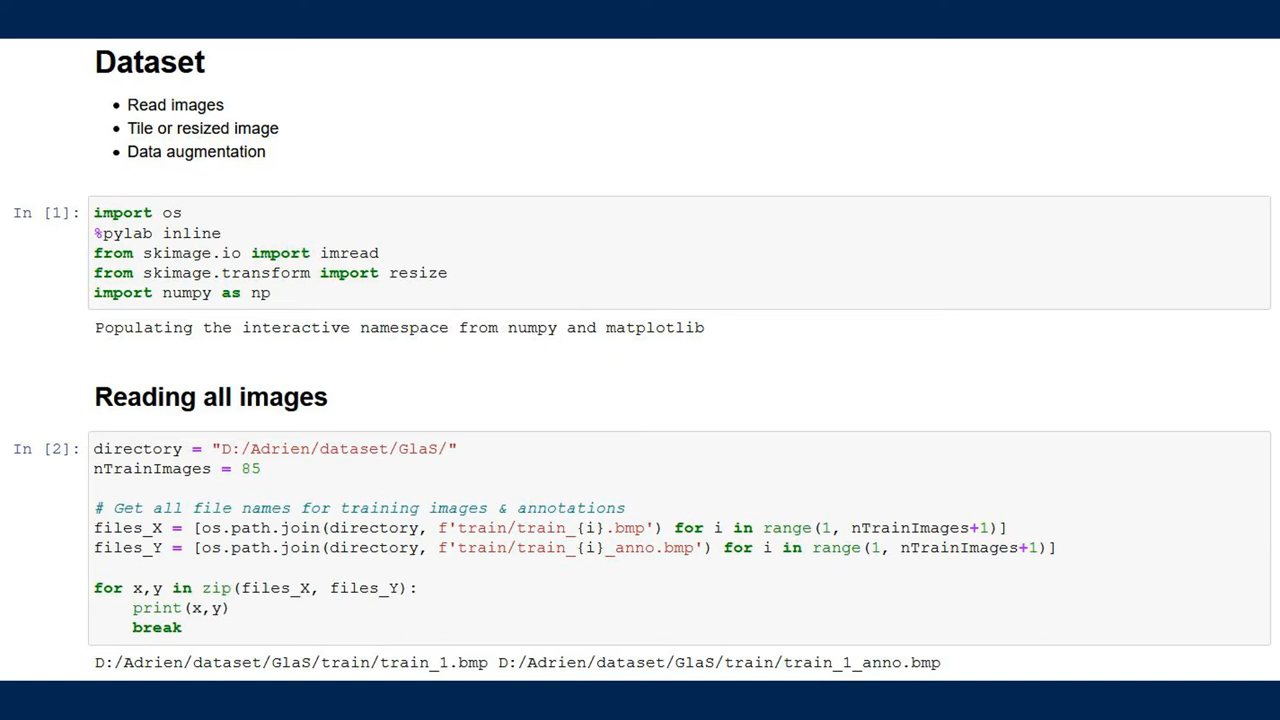 Dataset
• Read images
• Tile or resized image
• Data augmentation
In [1]:
import os
%pylab inline
from skimage.io import imread
from skimage.transform import resize
import numpy as np
Populating the interactive namespace from numpy and matplotlib
Reading all images
In [2]:
directory = "D:/Adrien/dataset/GlaS/"
nTrainImages = 85
# Get all file names for training images & annotations
files_X = [os.path.join(directory, f'train/train_{i}.bmp') for i in range(1, nTrainImages+1)]
files_Y = [os.path.join(directory, f'train/train_{i}_anno.bmp') for i in range(1, nTrainImages+1)]
for x,y in zip(files_X, files_Y):
    print(x,y)
    break
D:/Adrien/dataset/GlaS/train/train_1.bmp D:/Adrien/dataset/GlaS/train/train_1_anno.bmp